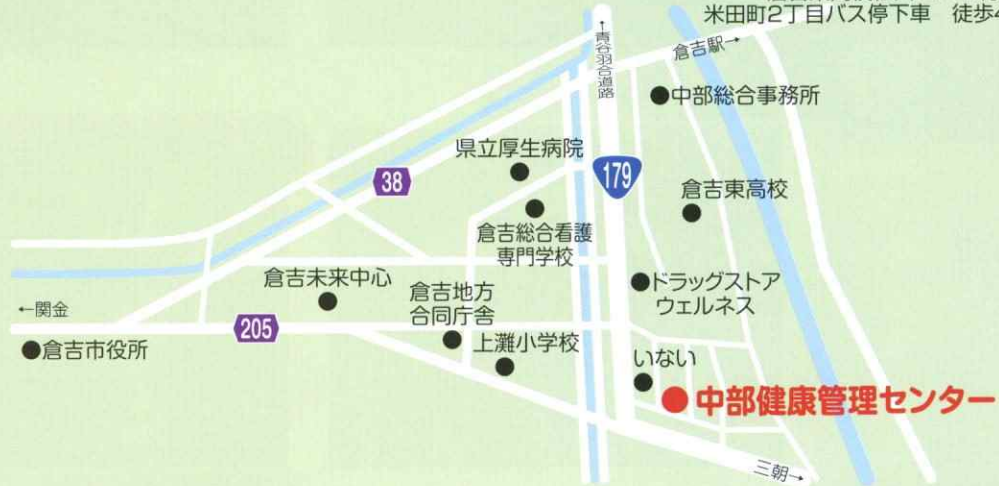 米田町2丁目バス停下車　徒歩4
←青谷羽合道路
倉吉駅→
●中部総合事務所
県立厚生病院
38
179
倉吉東高校
倉吉総合看護
専門学校
倉吉未来中心
倉吉地方
合同庁舎
ドラッグストア
ウェルネス
←関金
205
上灘小学校
いない
●倉吉市役所
●中部健康管理センター
三朝→